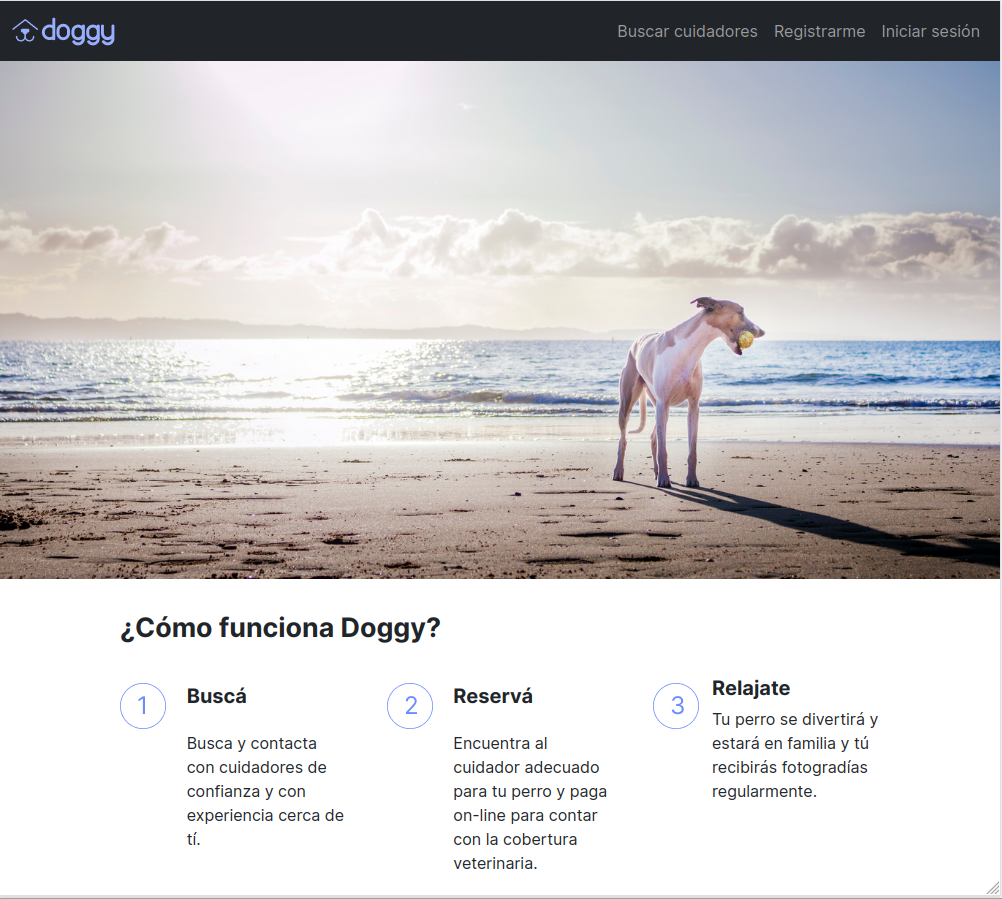 doggy
Buscar cuidadores Registrarme Iniciar sesión
¿Cómo funciona Doggy?
1
Buscá
Busca y contacta
con cuidadores de
confianza y con
experiencia cerca de
tí.
2
Reservá
Encuentra al
cuidador adecuado
para tu perro y paga
on-line para contar
con la cobertura
veterinaria.
3
Relajate
Tu perro se divertirá y
estará en familia y tú
recibirás fotogradías
regularmente.